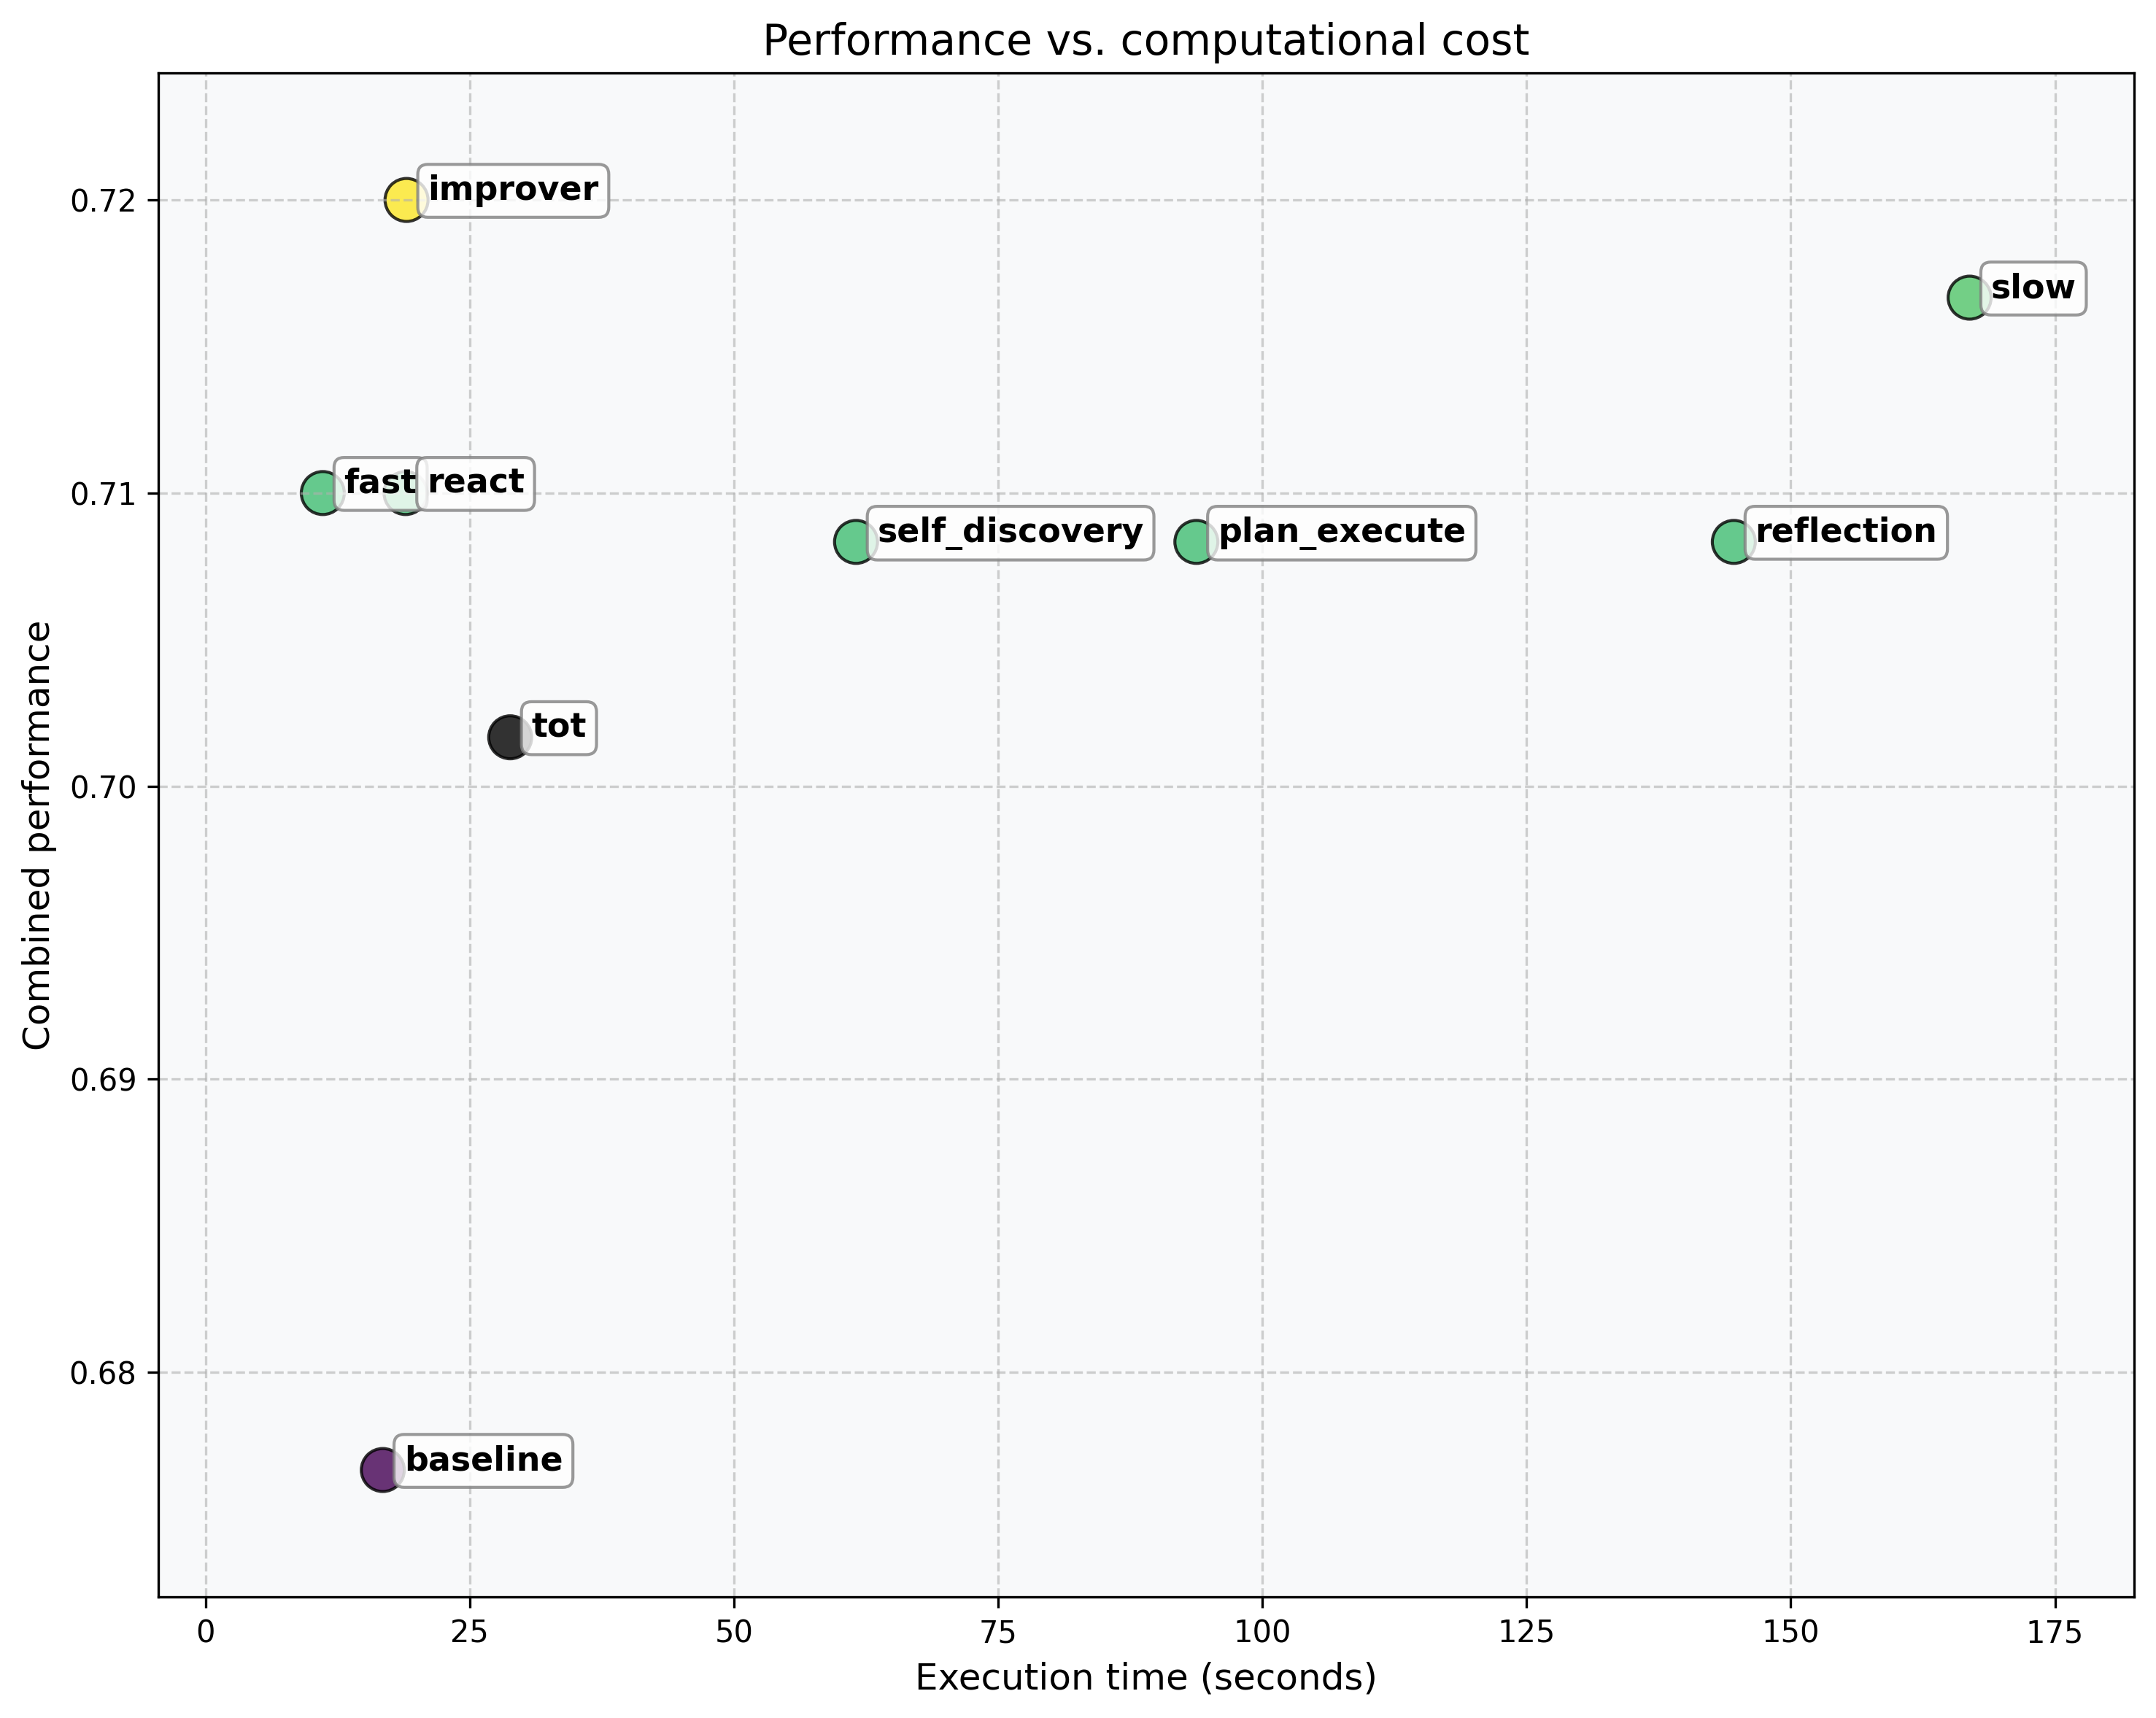 Performance vs. computational cost
Combined performance
0.72
0.71
0.70
0.69
0.68
improver
slow
fast
react
self_discovery
plan_execute
reflection
tot
baseline
0 25 50 75 100 125 150 175
Execution time (seconds)